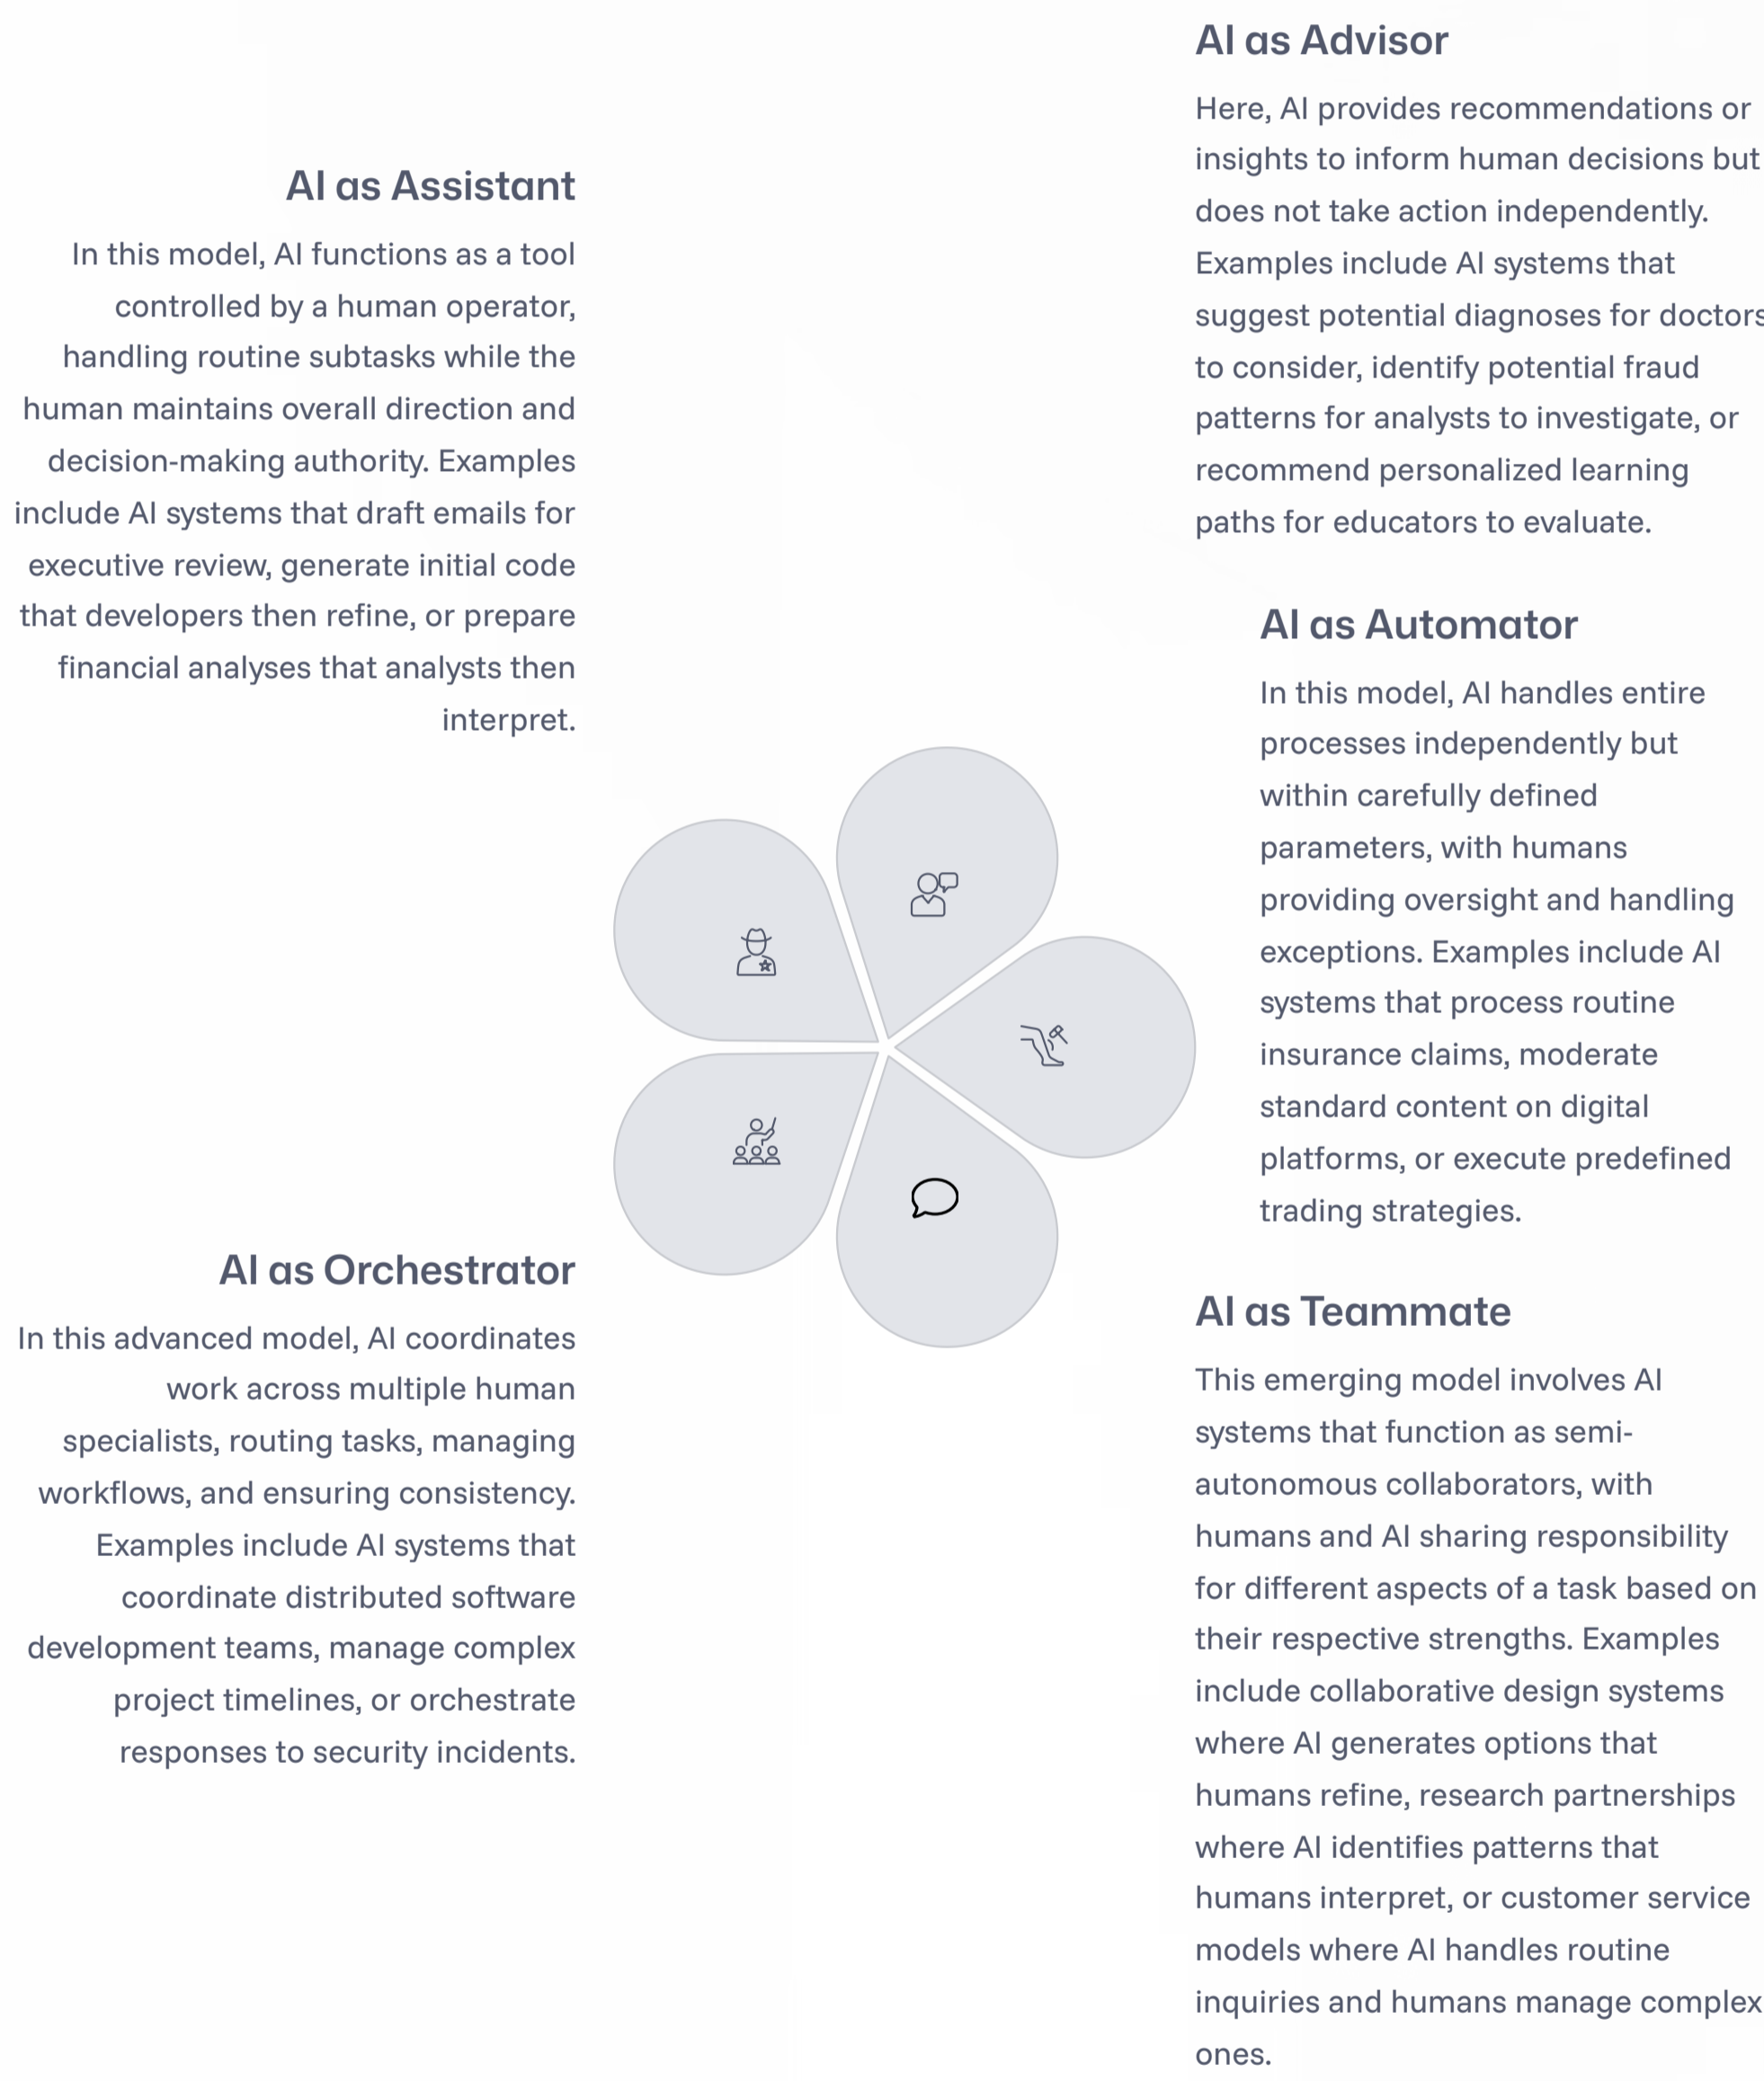 AI as Assistant
In this model, AI functions as a tool
controlled by a human operator,
handling routine subtasks while the
human maintains overall direction and
decision-making authority. Examples
include AI systems that draft emails for
executive review, generate initial code
that developers then refine, or prepare
financial analyses that analysts then
interpret.
AI as Advisor
Here, AI provides recommendations or
insights to inform human decisions but
does not take action independently.
Examples include AI systems that
suggest potential diagnoses for doctors
to consider, identify potential fraud
patterns for analysts to investigate, or
recommend personalized learning
paths for educators to evaluate.
AI as Automator
In this model, AI handles entire
processes independently but
within carefully defined
parameters, with humans
providing oversight and handling
exceptions. Examples include AI
systems that process routine
insurance claims, moderate
standard content on digital
platforms, or execute predefined
trading strategies.
AI as Teammate
This emerging model involves AI
systems that function as semi-
autonomous collaborators, with
humans and AI sharing responsibility
for different aspects of a task based on
their respective strengths. Examples
include collaborative design systems
where AI generates options that
humans refine, research partnerships
where AI identifies patterns that
humans interpret, or customer service
models where AI handles routine
inquiries and humans manage complex
ones.
AI as Orchestrator
In this advanced model, AI coordinates
work across multiple human
specialists, routing tasks, managing
workflows, and ensuring consistency.
Examples include AI systems that
coordinate distributed software
development teams, manage complex
project timelines, or orchestrate
responses to security incidents.